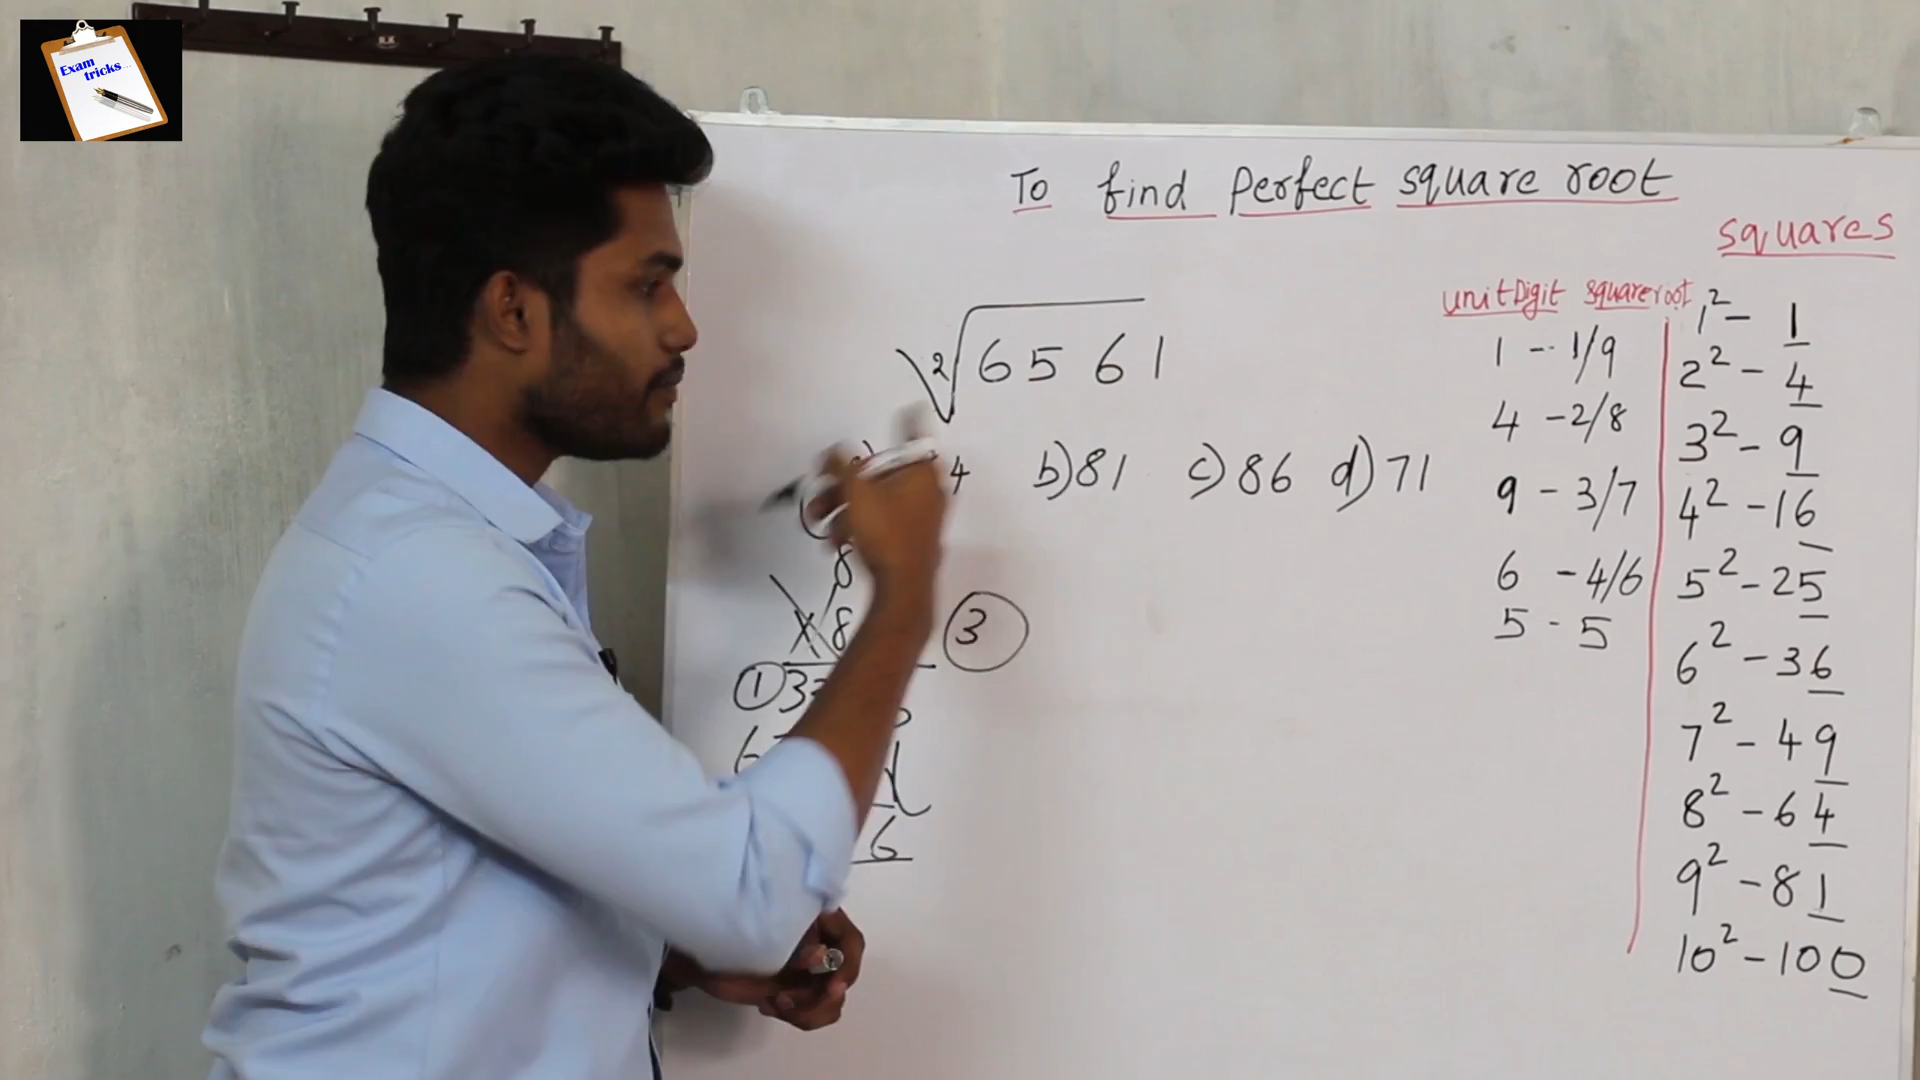 Exam
tricks...
To find Perfect square root
squares
unit Digit square root
²√6561
4 b) 81 c) 86 d) 71
1 -- 1/9
4 - 2/8
9 - 3/7
6 - 4/6
5 - 5
1² - 1
2² - 4
3² - 9
4² - 16
5² - 25
6² - 36
7² - 49
8² - 64
9² - 81
10² - 100
8
8
3
1
6